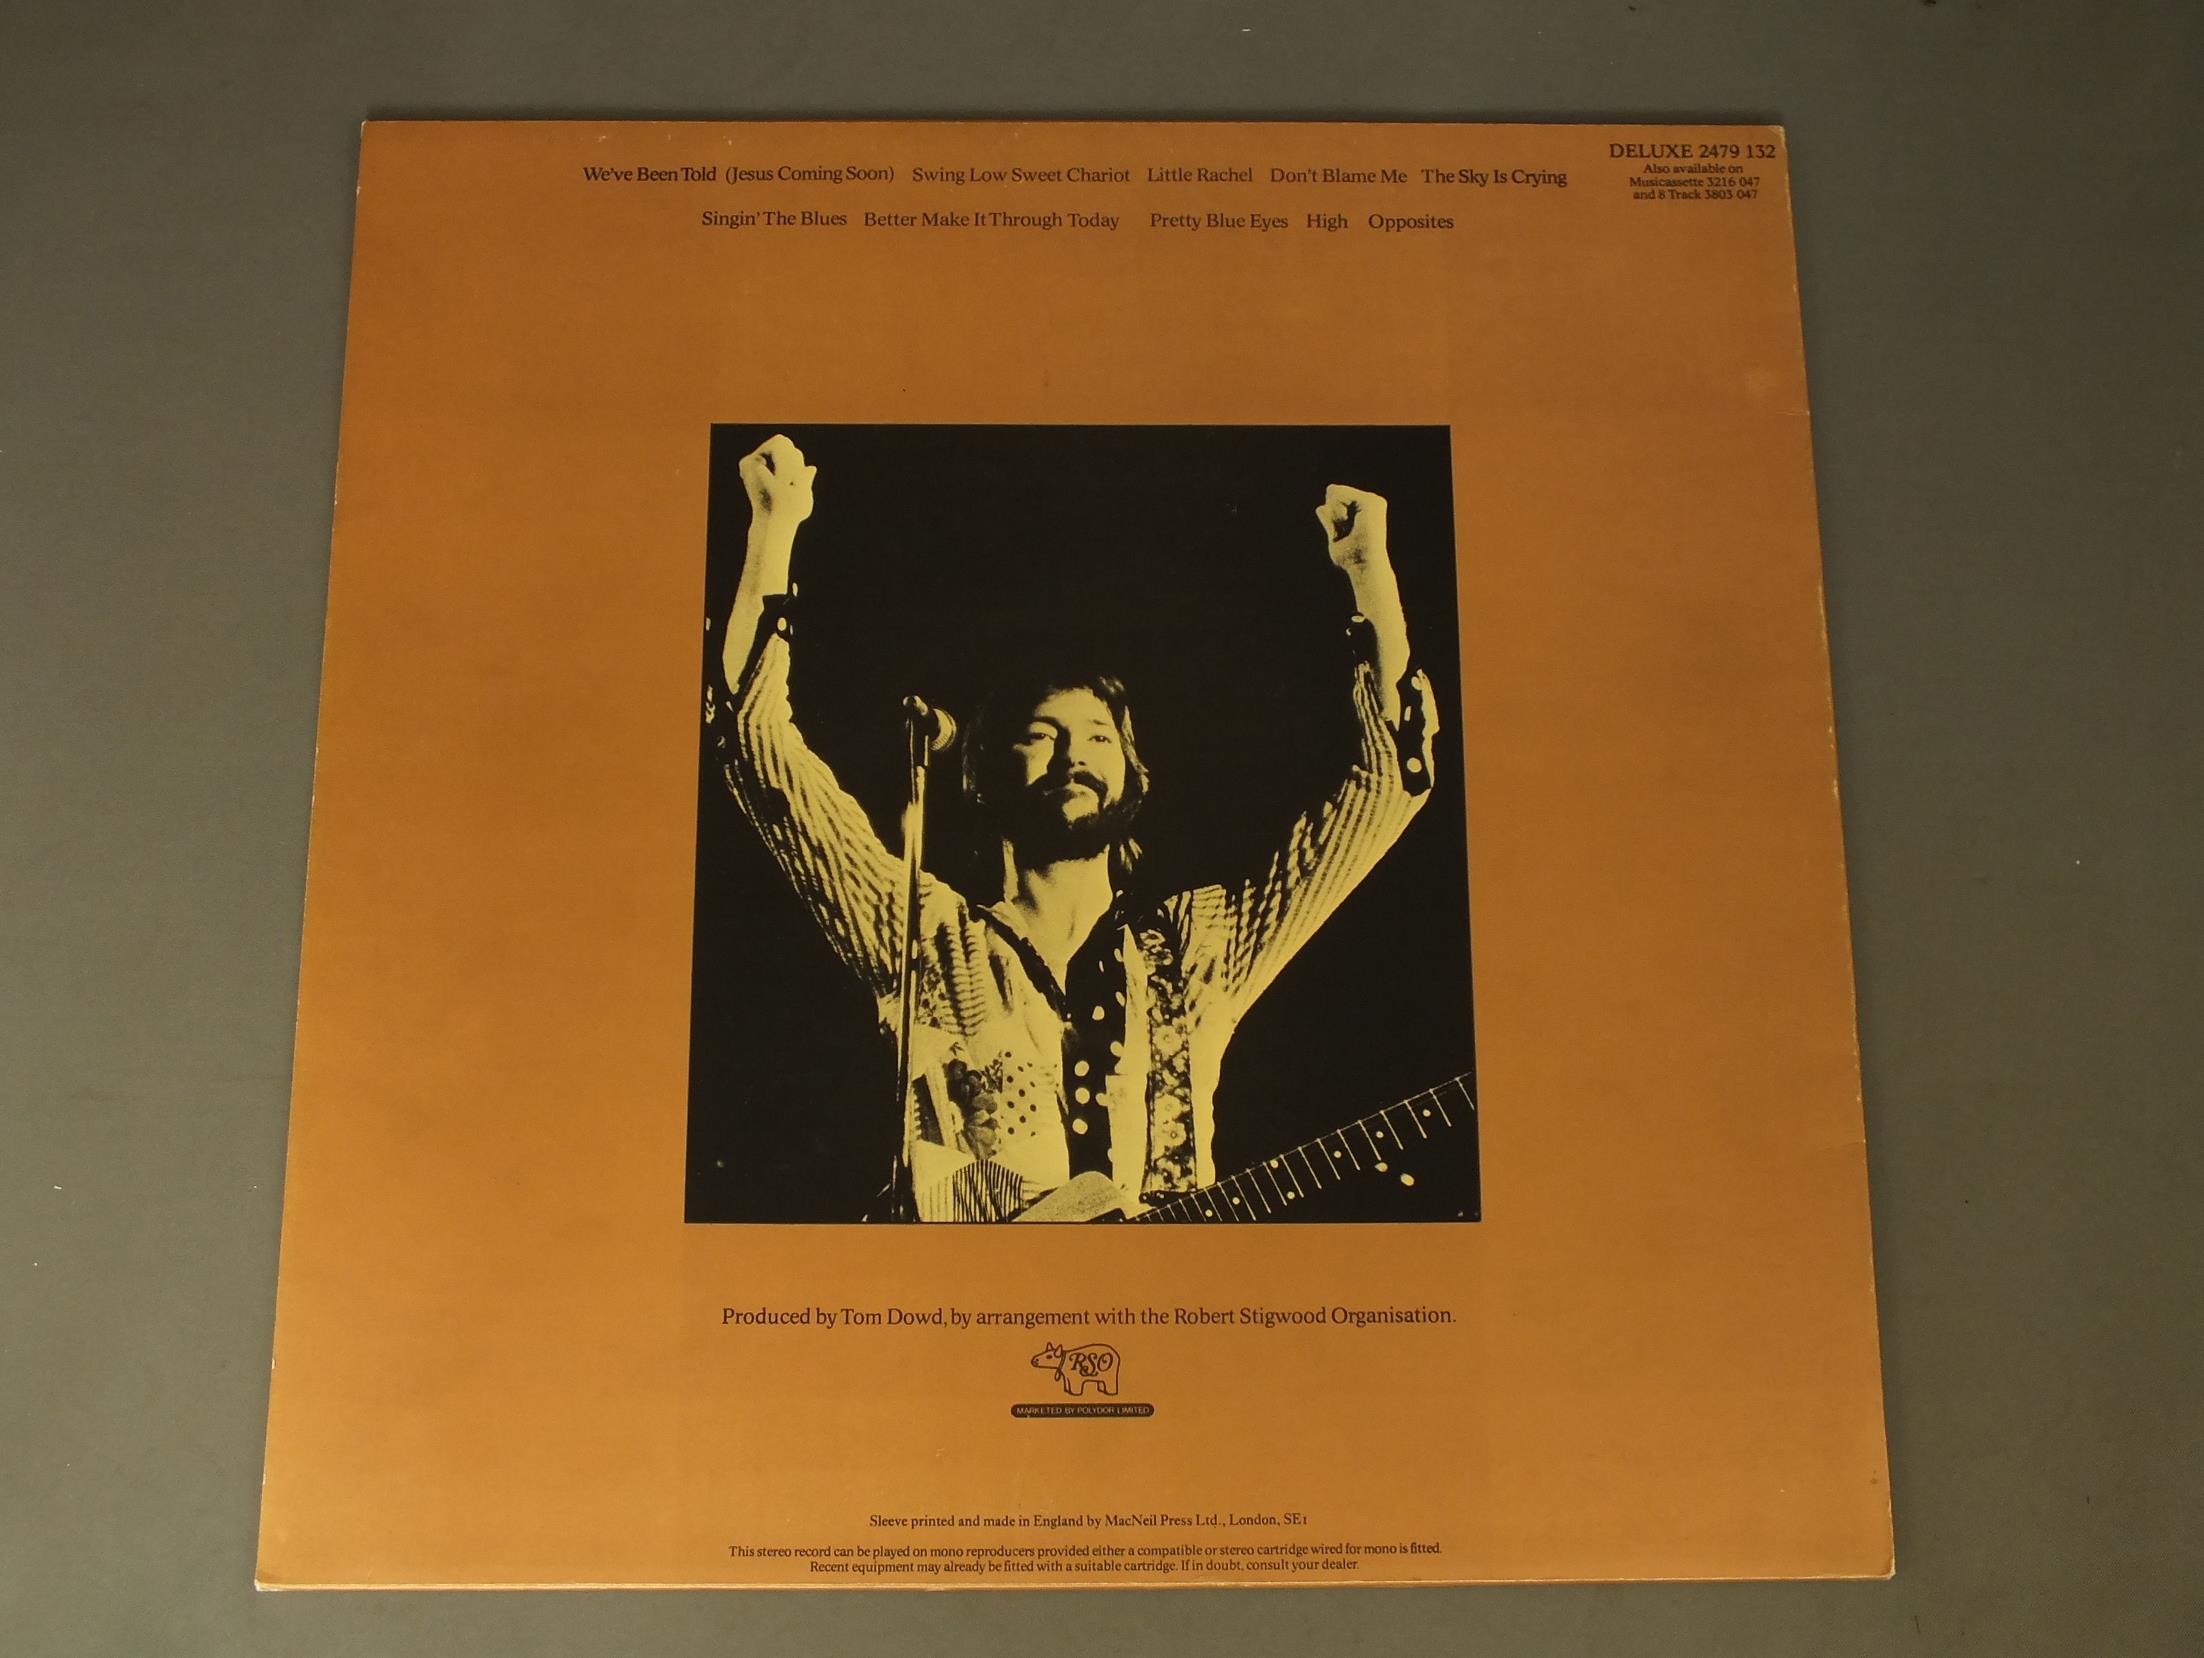 We've Been Told (Jesus Coming Soon) Swing Low Sweet Chariot Little Rachel Don't Blame Me The Sky Is Crying
Singin' The Blues Better Make It Through Today Pretty Blue Eyes High Opposites
DELUXE 2479 132
Also available on
Musicassette 3216 047
and 8 Track 3803 047
Produced by Tom Dowd, by arrangement with the Robert Stigwood Organisation.
RSO
MARKETED BY POLYDOR LIMITED
Sleeve printed and made in England by MacNeil Press Ltd., London, SE1
This stereo record can be played on mono reproducers provided either a compatible or stereo cartridge wired for mono is fitted.
Recent equipment may already be fitted with a suitable cartridge. If in doubt, consult your dealer.